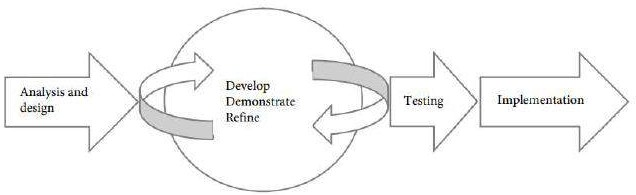 Analysis and
design
Develop
Demonstrate
Refine
Testing
Implementation